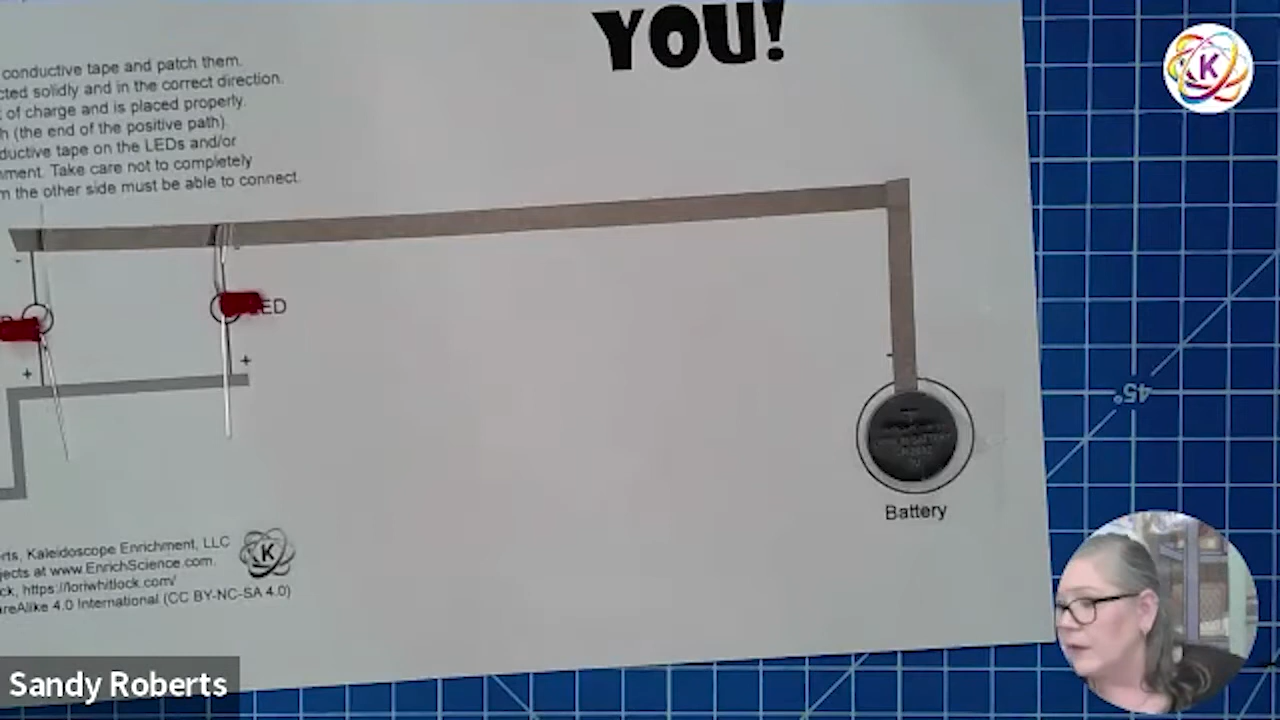 YOU!
K
conductive tape and patch them.
cted solidly and in the correct direction.
of charge and is placed properly.
h (the end of the positive path).
ductive tape on the LEDs and/or
nment. Take care not to completely
m the other side must be able to connect.
-
-
ED
+
+
-
45°
Battery
rts, Kaleidoscope Enrichment, LLC
K
jects at www.EnrichScience.com.
ck, https://loriwhitlock.com/
areAlike 4.0 International (CC BY-NC-SA 4.0)
Sandy Roberts